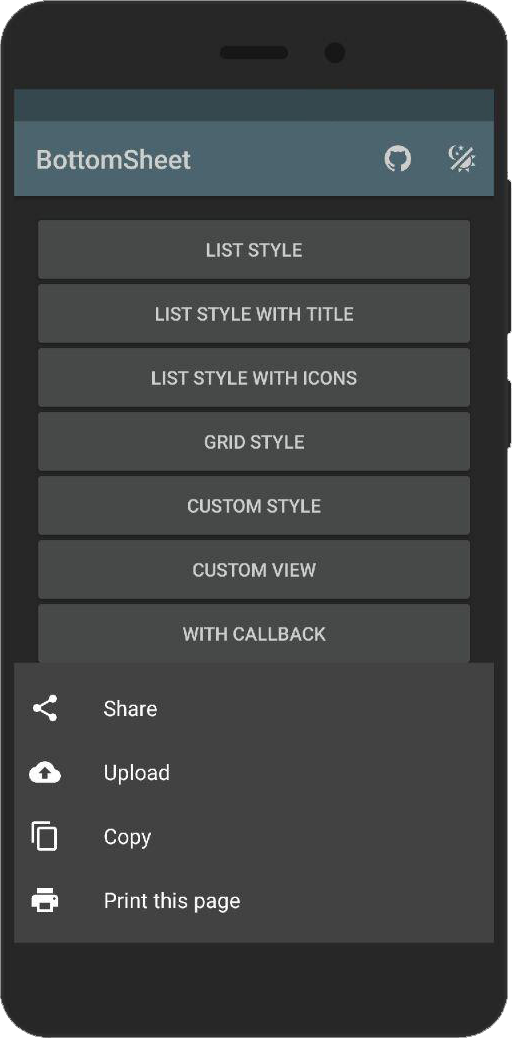 BottomSheet
LIST STYLE
LIST STYLE WITH TITLE
LIST STYLE WITH ICONS
GRID STYLE
CUSTOM STYLE
CUSTOM VIEW
WITH CALLBACK
Share
Upload
Copy
Print this page